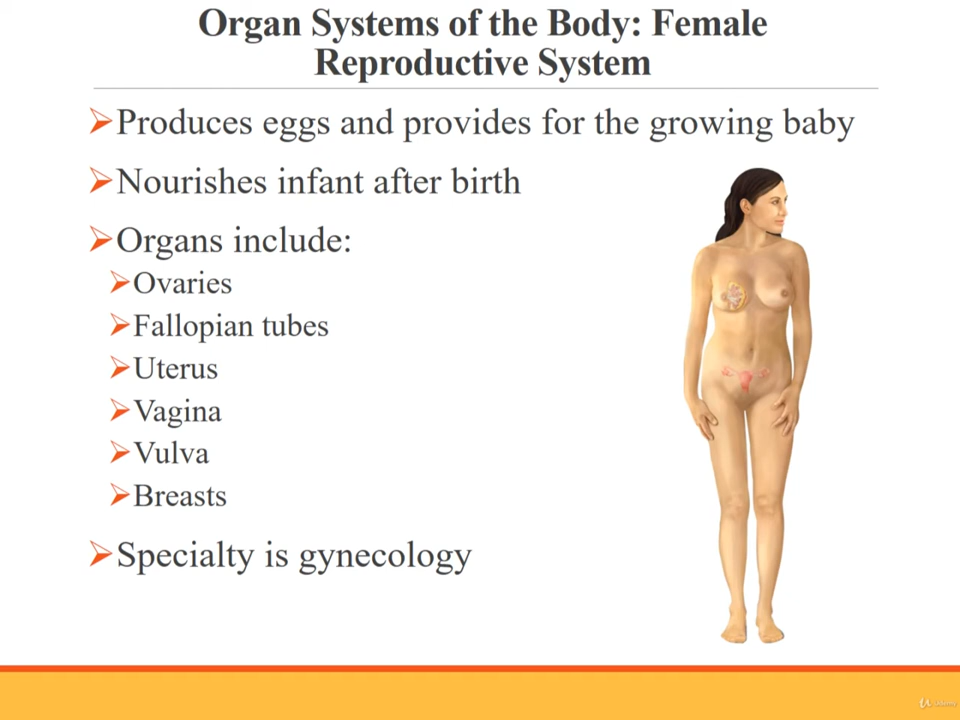 Organ Systems of the Body: Female
Reproductive System
Produces eggs and provides for the growing baby
Nourishes infant after birth
Organs include:
Ovaries
Fallopian tubes
Uterus
Vagina
Vulva
Breasts
Specialty is gynecology
Udemy